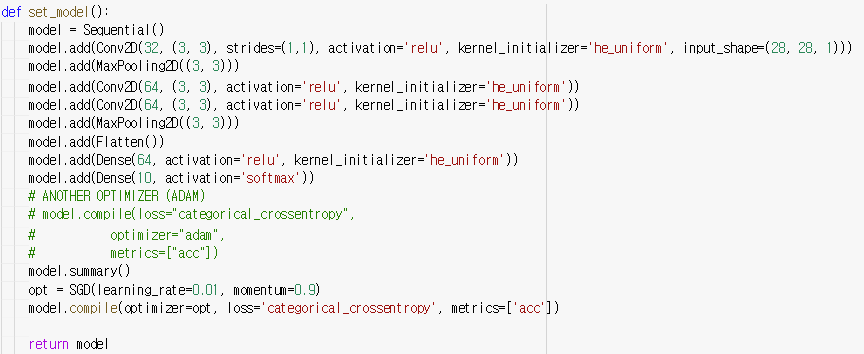 def set_model():
    model = Sequential()
    model.add(Conv2D(32, (3, 3), strides=(1,1), activation='relu', kernel_initializer='he_uniform', input_shape=(28, 28, 1)))
    model.add(MaxPooling2D((3, 3)))
    model.add(Conv2D(64, (3, 3), activation='relu', kernel_initializer='he_uniform'))
    model.add(Conv2D(64, (3, 3), activation='relu', kernel_initializer='he_uniform'))
    model.add(MaxPooling2D((3, 3)))
    model.add(Flatten())
    model.add(Dense(64, activation='relu', kernel_initializer='he_uniform'))
    model.add(Dense(10, activation='softmax'))
    # ANOTHER OPTIMIZER (ADAM)
    # model.compile(loss="categorical_crossentropy",
    #           optimizer="adam",
    #           metrics=["acc"])
    model.summary()
    opt = SGD(learning_rate=0.01, momentum=0.9)
    model.compile(optimizer=opt, loss='categorical_crossentropy', metrics=['acc'])
    return model